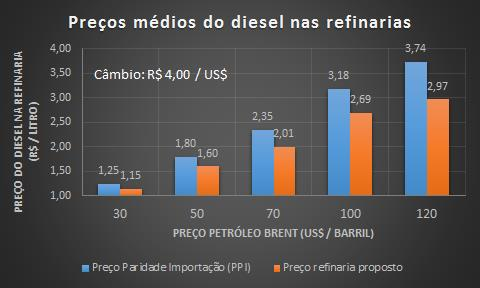 Preços médios do diesel nas refinarias
PREÇO DO DIESEL NA REFINARIA
(R$ / LITRO)
4,00
3,50
3,00
2,50
2,00
1,50
1,00
Câmbio: R$ 4,00 / US$
1,25
1,15
1,80
1,60
2,35
2,01
3,18
2,69
3,74
2,97
30 50 70 100 120
PREÇO PETRÓLEO BRENT (US$ / BARRIL)
Preço Paridade Importação (PPI) Preço refinaria proposto